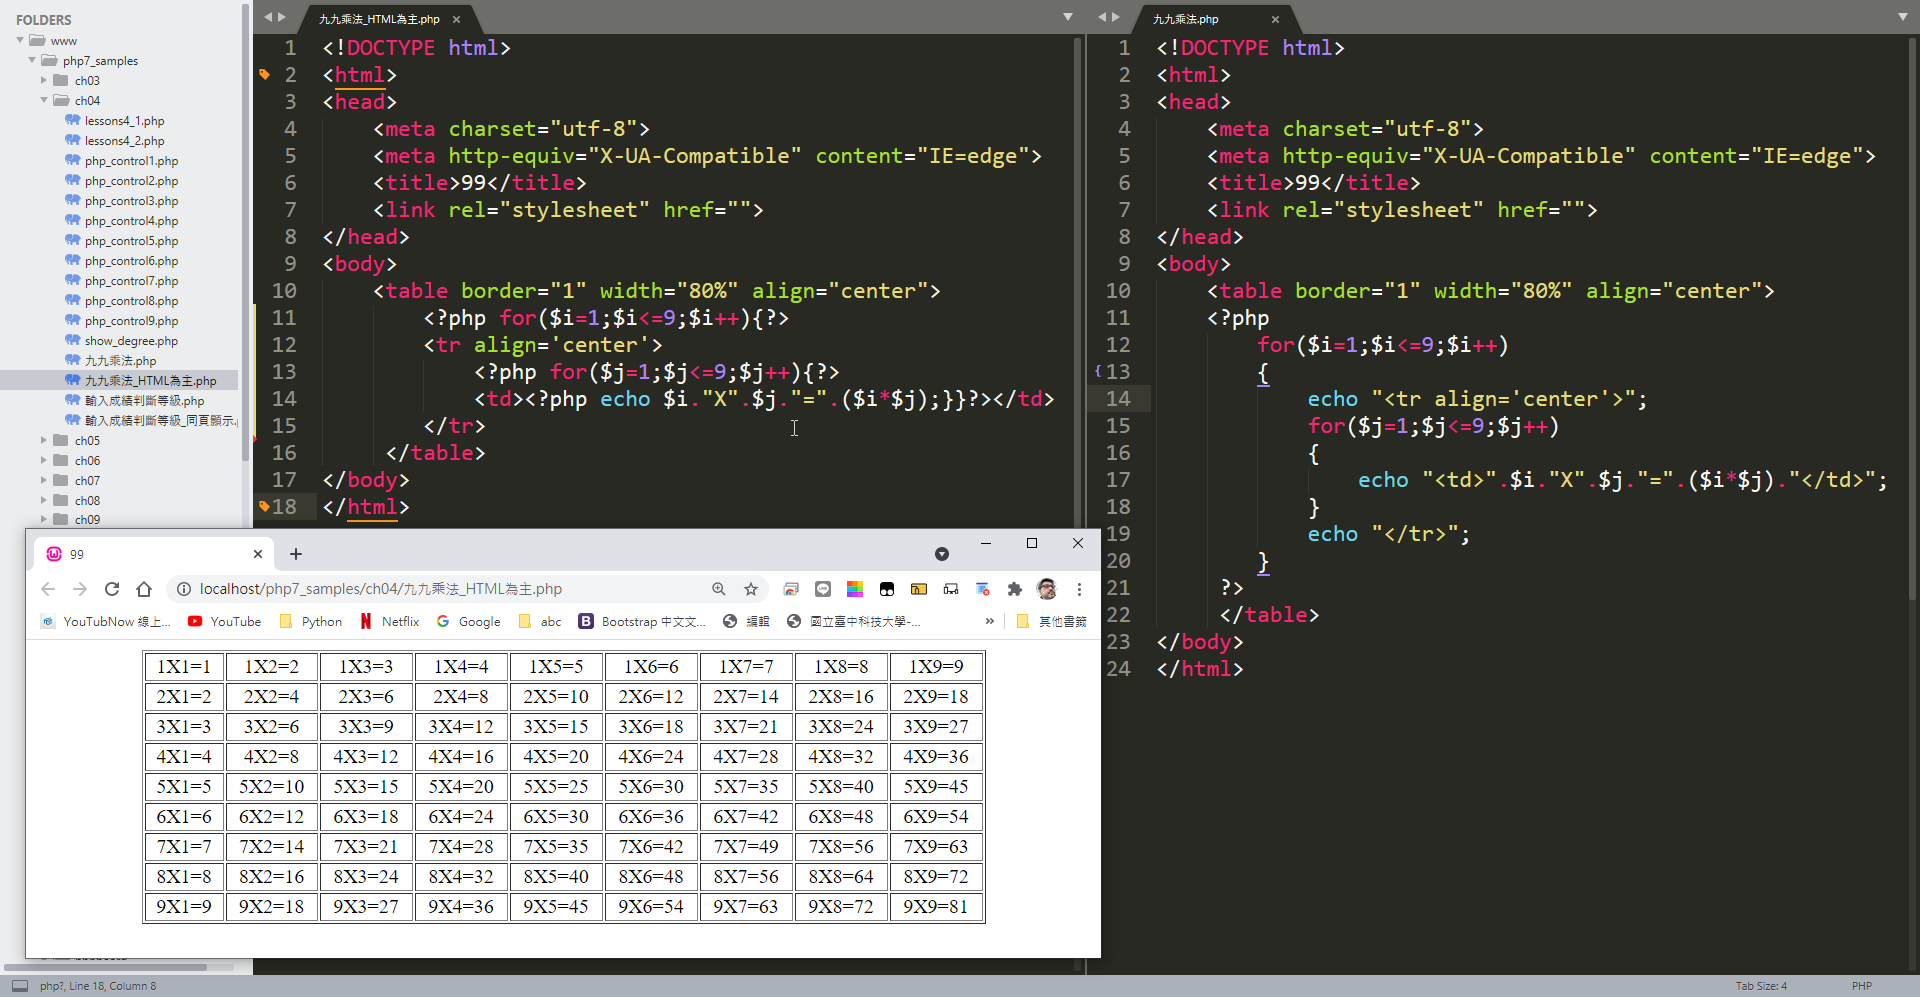 FOLDERS
www
php7_samples
ch03
ch04
lessons4_1.php
lessons4_2.php
php_control1.php
php_control2.php
php_control3.php
php_control4.php
php_control5.php
php_control6.php
php_control7.php
php_control8.php
php_control9.php
show_degree.php
九九乘法.php
九九乘法_HTML為主.php
輸入成績判斷等級.php
輸入成績判斷等級_同頁顯示.
ch05
ch06
ch07
ch08
ch09
九九乘法_HTML為主.php ×
1 <!DOCTYPE html>
2 <html>
3 <head>
4 <meta charset="utf-8">
5 <meta http-equiv="X-UA-Compatible" content="IE=edge">
6 <title>99</title>
7 <link rel="stylesheet" href="">
8 </head>
9 <body>
10 <table border="1" width="80%" align="center">
11 <?php for($i=1;$i<=9;$i++){?>
12 <tr align='center'>
13 <?php for($j=1;$j<=9;$j++){?>
14 <td><?php echo $i."X".$j."=".($i*$j);}}?></td>
15 </tr>
16 </table>
17 </body>
18 </html>
九九乘法.php ×
1 <!DOCTYPE html>
2 <html>
3 <head>
4 <meta charset="utf-8">
5 <meta http-equiv="X-UA-Compatible" content="IE=edge">
6 <title>99</title>
7 <link rel="stylesheet" href="">
8 </head>
9 <body>
10 <table border="1" width="80%" align="center">
11 <?php
12 for($i=1;$i<=9;$i++)
{ 13 {
14 echo "<tr align='center'>";
15 for($j=1;$j<=9;$j++)
16 {
17 echo "<td>".$i."X".$j."=".($i*$j)."</td>";
18 }
19 echo "</tr>";
20 }
21 ?>
22 </table>
23 </body>
24 </html>
99
localhost/php7_samples/ch04/九九乘法_HTML為主.php
YouTubNow 線上... YouTube Python Netflix Google abc Bootstrap 中文文... 編輯 國立臺中科技大學-... » 其他書籤
1X1=1 1X2=2 1X3=3 1X4=4 1X5=5 1X6=6 1X7=7 1X8=8 1X9=9
2X1=2 2X2=4 2X3=6 2X4=8 2X5=10 2X6=12 2X7=14 2X8=16 2X9=18
3X1=3 3X2=6 3X3=9 3X4=12 3X5=15 3X6=18 3X7=21 3X8=24 3X9=27
4X1=4 4X2=8 4X3=12 4X4=16 4X5=20 4X6=24 4X7=28 4X8=32 4X9=36
5X1=5 5X2=10 5X3=15 5X4=20 5X5=25 5X6=30 5X7=35 5X8=40 5X9=45
6X1=6 6X2=12 6X3=18 6X4=24 6X5=30 6X6=36 6X7=42 6X8=48 6X9=54
7X1=7 7X2=14 7X3=21 7X4=28 7X5=35 7X6=42 7X7=49 7X8=56 7X9=63
8X1=8 8X2=16 8X3=24 8X4=32 8X5=40 8X6=48 8X7=56 8X8=64 8X9=72
9X1=9 9X2=18 9X3=27 9X4=36 9X5=45 9X6=54 9X7=63 9X8=72 9X9=81
php?, Line 18, Column 8
Tab Size: 4 PHP